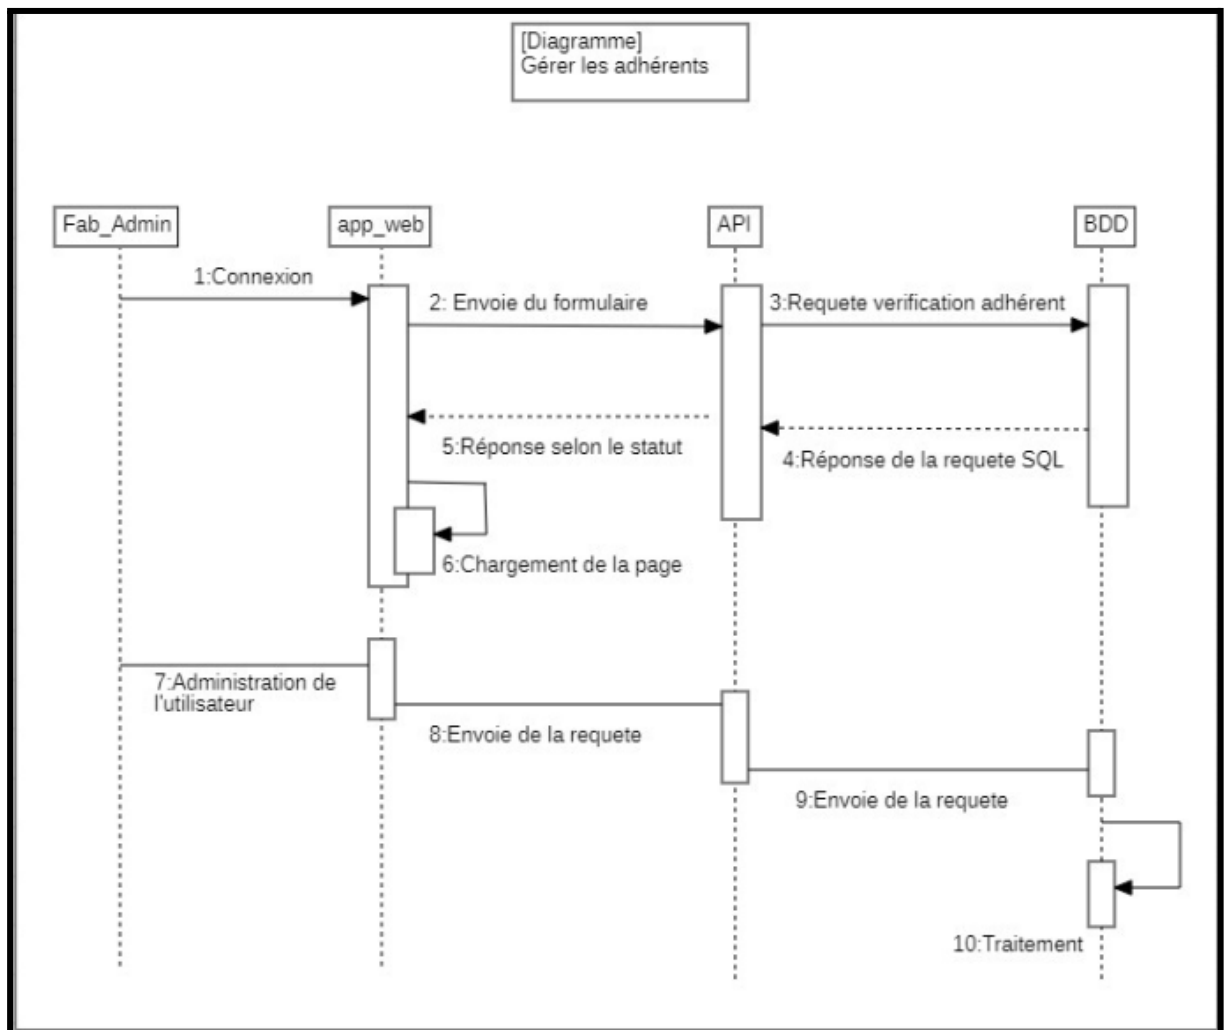 [Diagramme]
Gérer les adhérents
Fab_Admin
app_web
API
BDD
1:Connexion
2: Envoie du formulaire
3:Requete verification adhérent
5:Réponse selon le statut
4:Réponse de la requete SQL
6:Chargement de la page
7:Administration de
l'utilisateur
8:Envoie de la requete
9:Envoie de la requete
10:Traitement